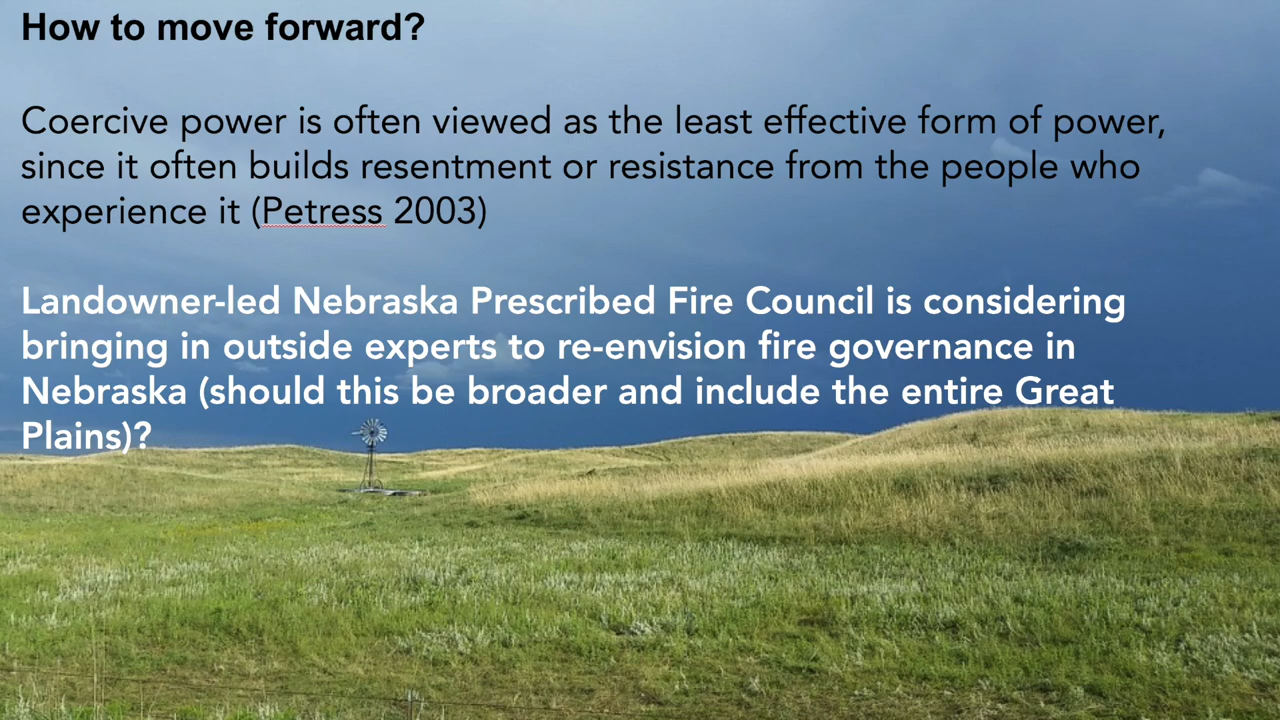 How to move forward?
Coercive power is often viewed as the least effective form of power,
since it often builds resentment or resistance from the people who
experience it (Petress 2003)
Landowner-led Nebraska Prescribed Fire Council is considering
bringing in outside experts to re-envision fire governance in
Nebraska (should this be broader and include the entire Great
Plains)?